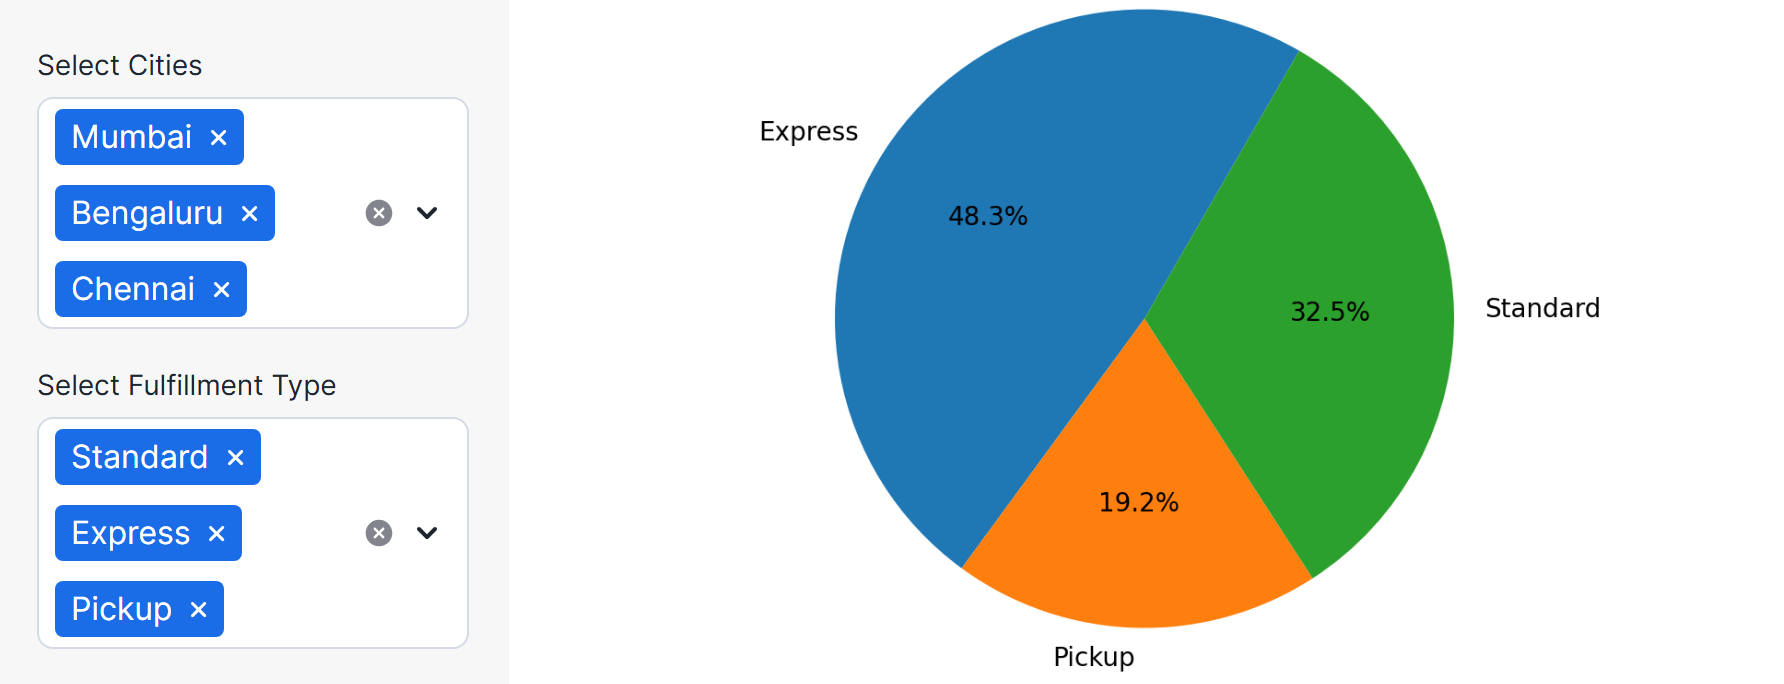 Select Cities
Mumbai
Bengaluru
Chennai
Select Fulfillment Type
Standard
Express
Pickup
Express
48.3%
32.5%
Standard
19.2%
Pickup